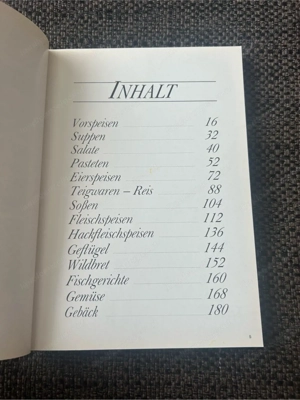 INHALT
Vorspeisen 16
Suppen 32
Salate 40
Pasteten 52
Eierspeisen 72
Teigwaren – Reis 88
Soßen 104
Fleischspeisen 112
Hackfleischspeisen 136
Geflügel 144
Wildbret 152
Fischgerichte 160
Gemüse 168
Gebäck 180